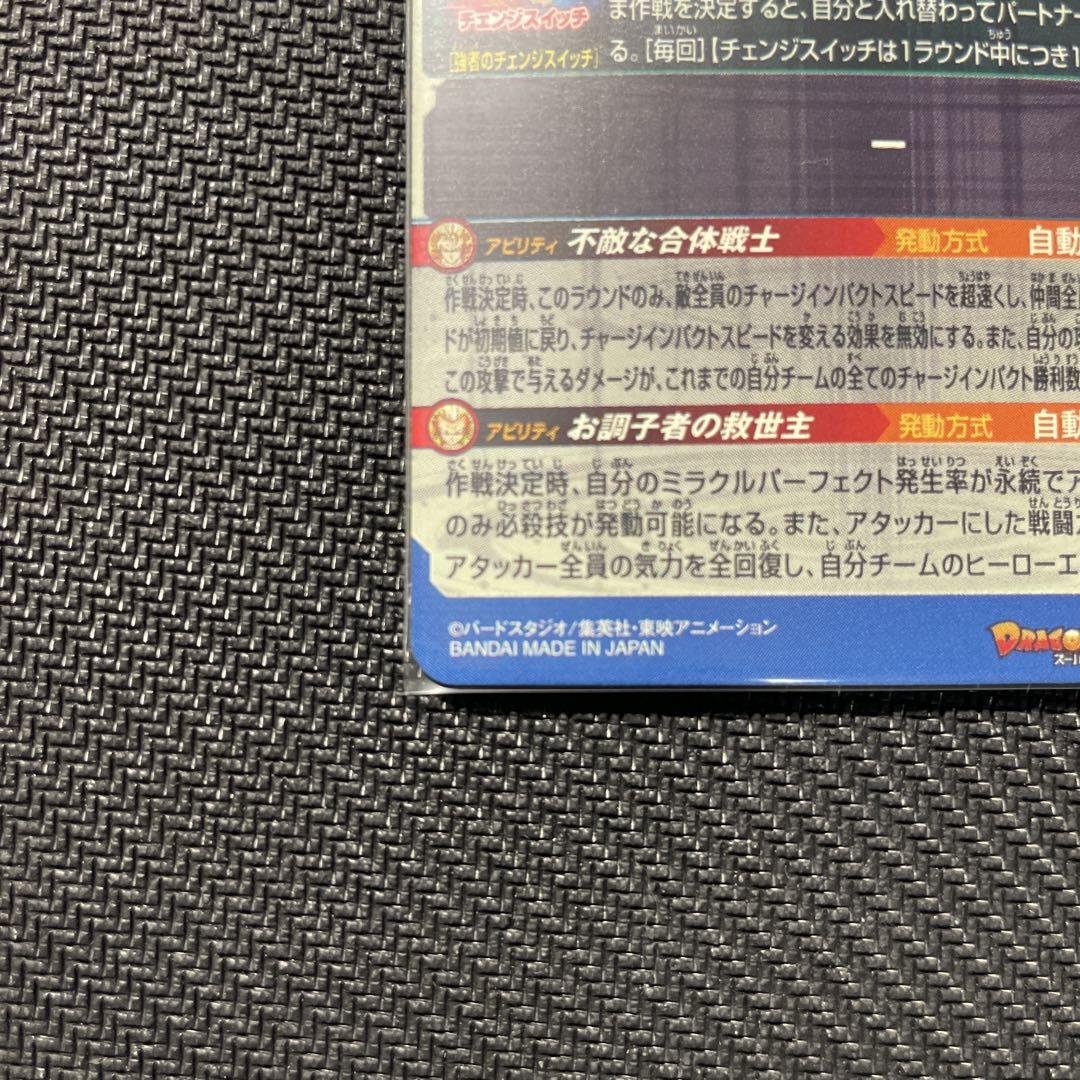 ま作戦を決定すると、自分と入れ替わってパートナー
チェンジスイッチ
[強者のチェンジスイッチ]
る。[毎回]【チェンジスイッチは1ラウンド中につき1
ー
アビリティ 不敵な合体戦士 発動方式 自動
作戦決定時、このラウンドのみ、敵全員のチャージインパクトスピードを超速くし、仲間全
ドが初期値に戻り、チャージインパクトスピードを変える効果を無効にする。また、自分の
この攻撃で与えるダメージが、これまでの自分チームの全てのチャージインパクト勝利数
アビリティ お調子者の救世主 発動方式 自動
作戦決定時、自分のミラクルパーフェクト発生率が永続でア
のみ必殺技が発動可能になる。また、アタッカーにした戦闘
アタッカー全員の気力を全回復し、自分チームのヒーローエ
©バードスタジオ/集英社・東映アニメーション
BANDAI MADE IN JAPAN
DRAGO
スー